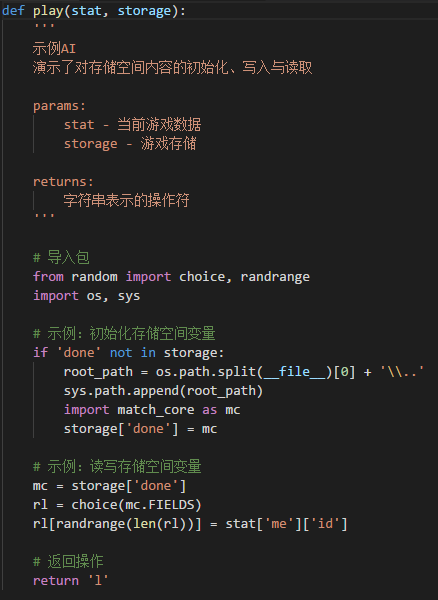 def play(stat, storage):
'''
示例AI
演示了对存储空间内容的初始化、写入与读取
params:
stat - 当前游戏数据
storage - 游戏存储
returns:
字符串表示的操作符
'''
# 导入包
from random import choice, randrange
import os, sys
# 示例：初始化存储空间变量
if 'done' not in storage:
root_path = os.path.split(__file__)[0] + '\\..'
sys.path.append(root_path)
import match_core as mc
storage['done'] = mc
# 示例：读写存储空间变量
mc = storage['done']
rl = choice(mc.FIELDS)
rl[randrange(len(rl))] = stat['me']['id']
# 返回操作
return 'l'